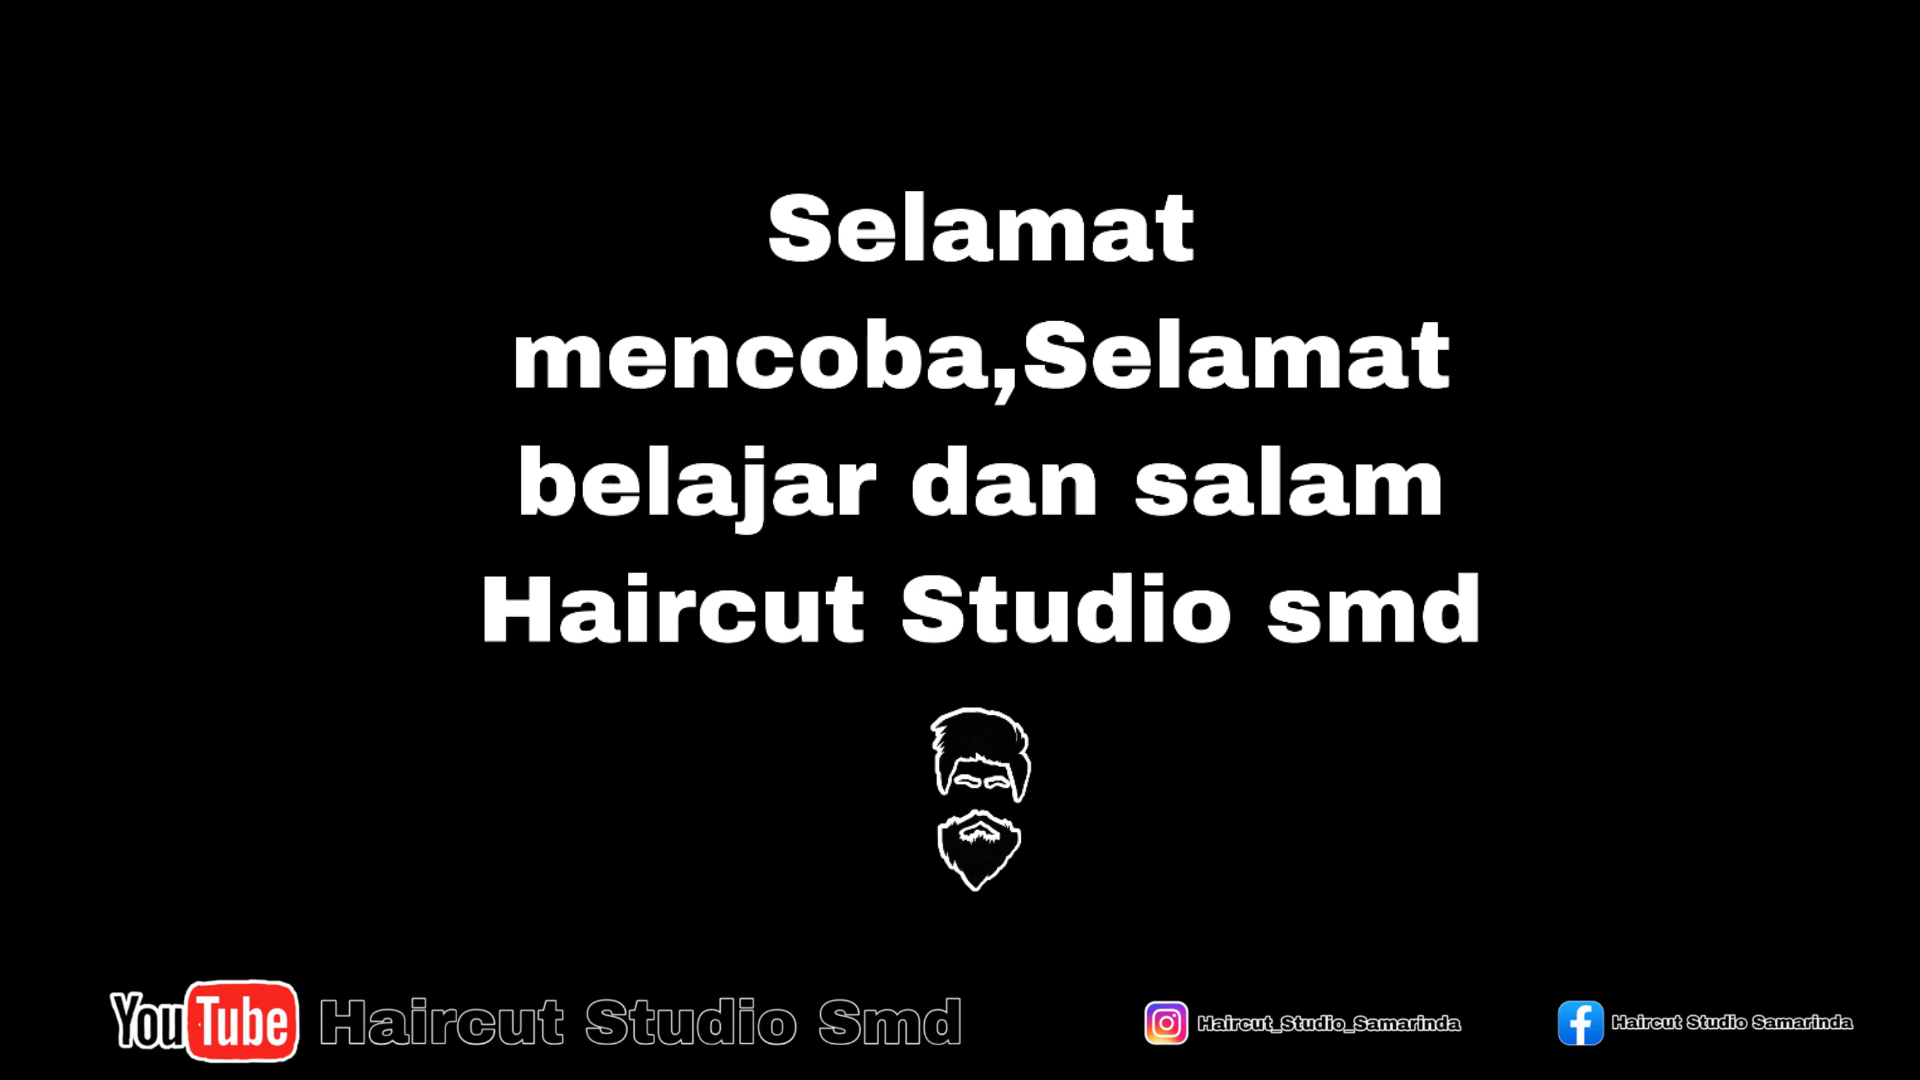 Selamat
mencoba,Selamat
belajar dan salam
Haircut Studio smd
YouTube Haircut Studio Smd
Haircut_Studio_Samarinda
Haircut Studio Samarinda